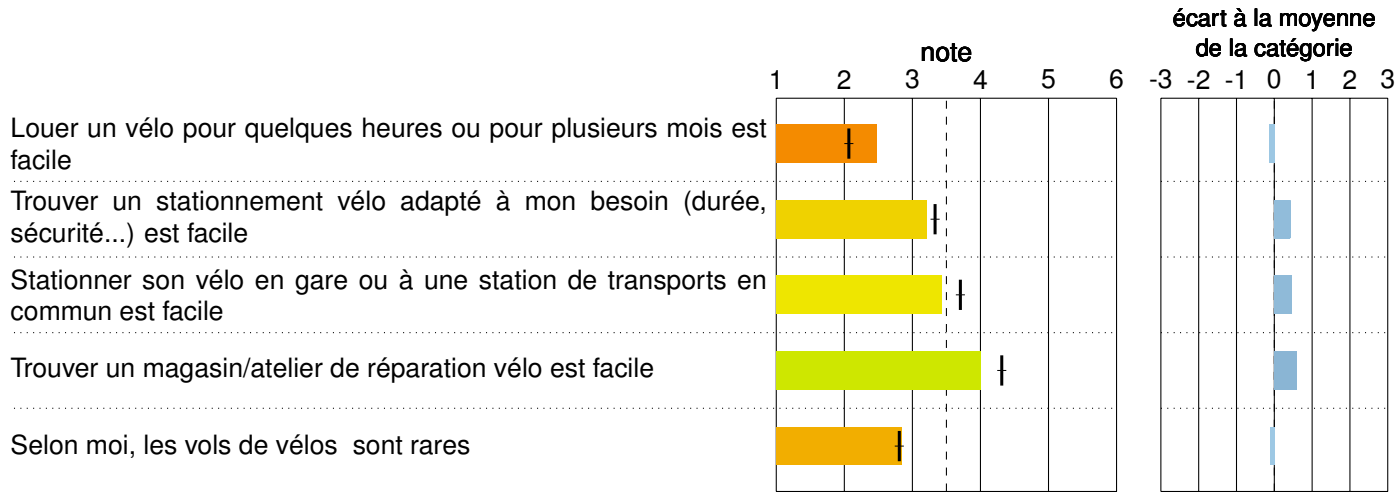 écart à la moyenne
note de la catégorie
1 2 3 4 5 6 -3 -2 -1 0 1 2 3
Louer un vélo pour quelques heures ou pour plusieurs mois est
facile
Trouver un stationnement vélo adapté à mon besoin (durée,
sécurité...) est facile
Stationner son vélo en gare ou à une station de transports en
commun est facile
Trouver un magasin/atelier de réparation vélo est facile
Selon moi, les vols de vélos sont rares